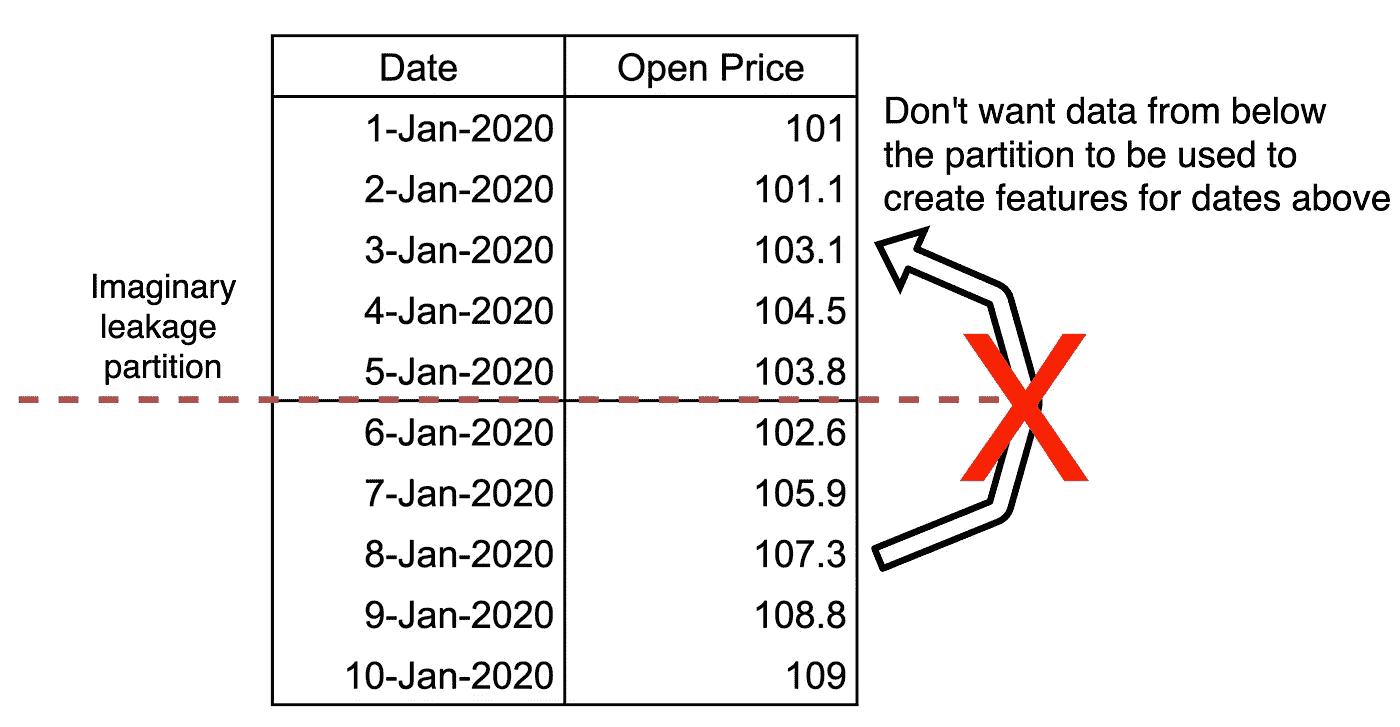 Date Open Price
1-Jan-2020 101
2-Jan-2020 101.1
3-Jan-2020 103.1
4-Jan-2020 104.5
5-Jan-2020 103.8
6-Jan-2020 102.6
7-Jan-2020 105.9
8-Jan-2020 107.3
9-Jan-2020 108.8
10-Jan-2020 109
Don't want data from below
the partition to be used to
create features for dates above
Imaginary
leakage
partition
X